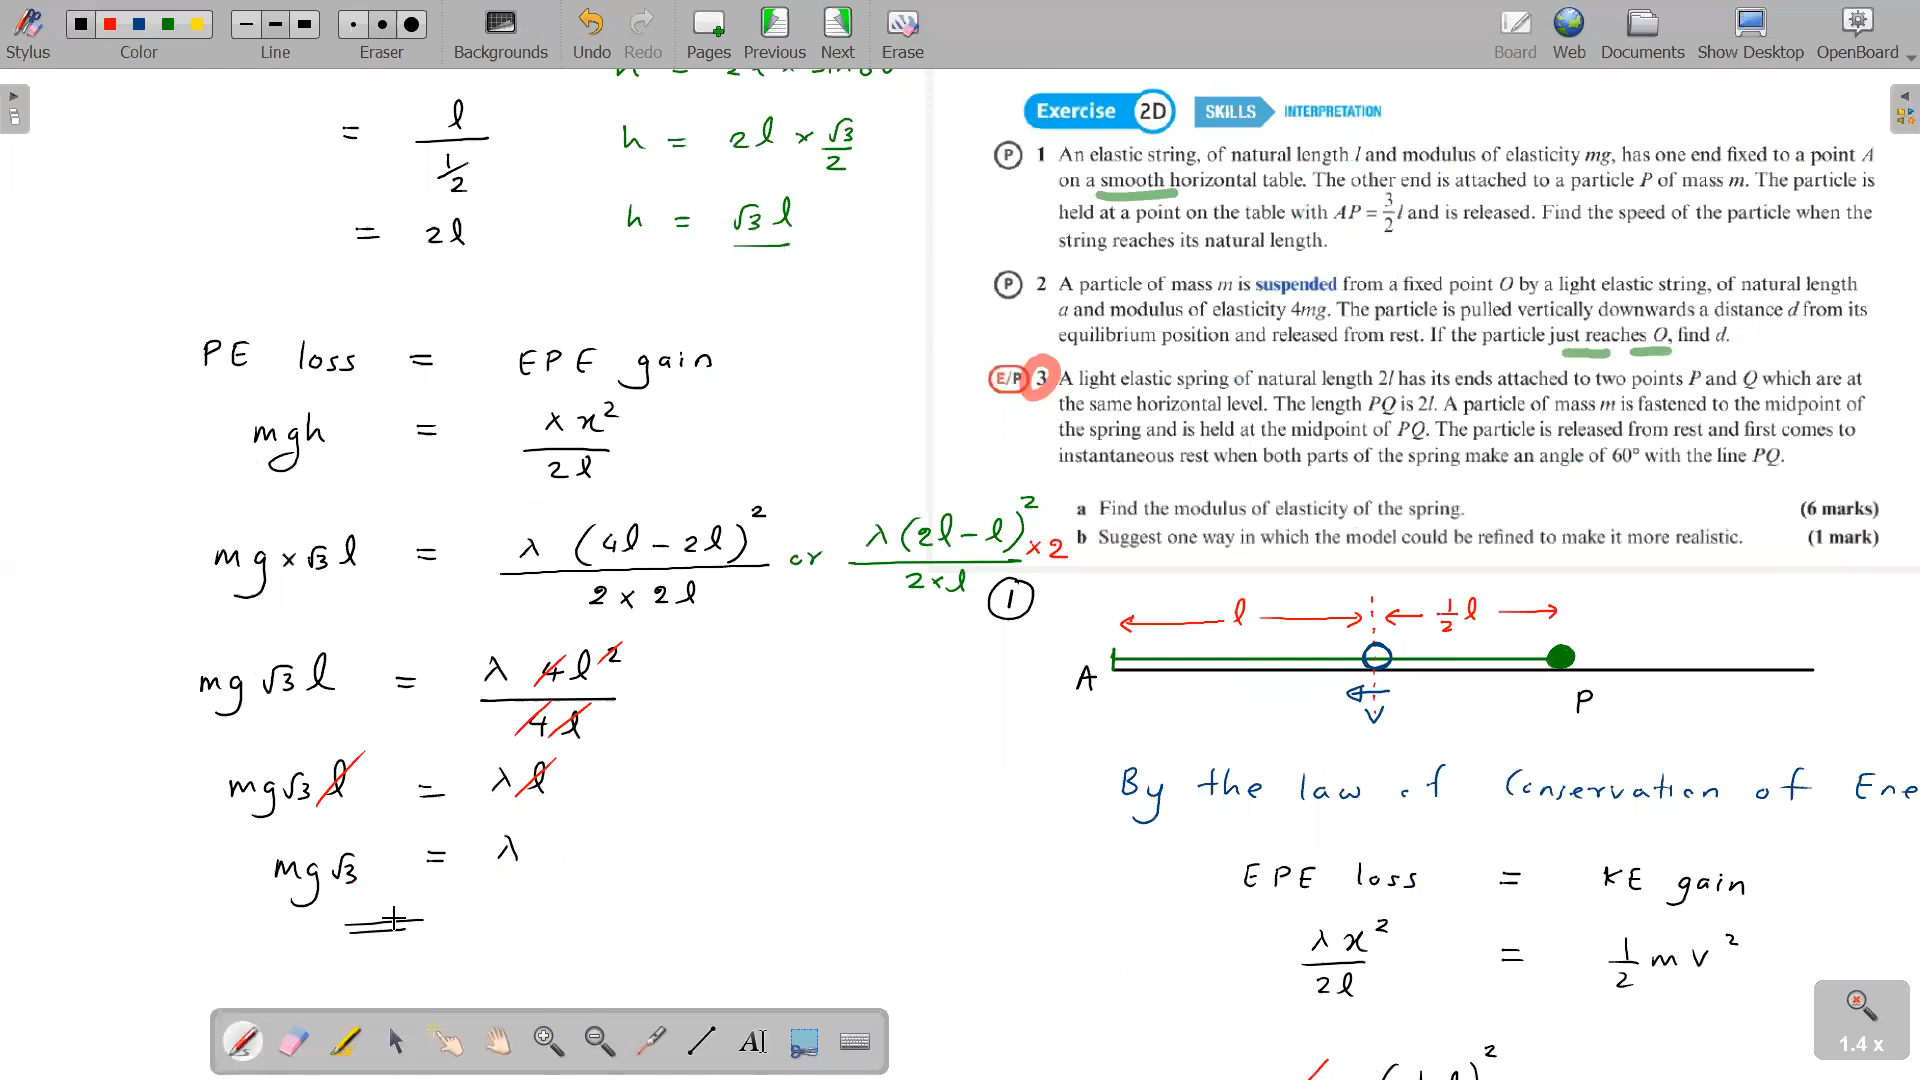 Stylus Color Line Eraser Backgrounds Undo Redo Pages Previous Next Erase Board Web Documents Show Desktop OpenBoard
= l / 1/2
= 2l
h = 2l × √3/2
h = √3 l
PE loss = EPE gain
mgh = λ x² / 2l
mg × √3 l = λ (4l – 2l)² / 2 × 2l or λ (2l – l)² × 2 / 2 × l
mg √3 l = λ 4l² / 4l
mg √3 l = λ l
mg √3 = λ
Exercise 2D SKILLS INTERPRETATION
P 1 An elastic string, of natural length l and modulus of elasticity mg, has one end fixed to a point A
on a smooth horizontal table. The other end is attached to a particle P of mass m. The particle is
held at a point on the table with AP = 3/2 l and is released. Find the speed of the particle when the
string reaches its natural length.
P 2 A particle of mass m is suspended from a fixed point O by a light elastic string, of natural length
a and modulus of elasticity 4mg. The particle is pulled vertically downwards a distance d from its
equilibrium position and released from rest. If the particle just reaches O, find d.
E/P 3 A light elastic spring of natural length 2l has its ends attached to two points P and Q which are at
the same horizontal level. The length PQ is 2l. A particle of mass m is fastened to the midpoint of
the spring and is held at the midpoint of PQ. The particle is released from rest and first comes to
instantaneous rest when both parts of the spring make an angle of 60° with the line PQ.
a Find the modulus of elasticity of the spring. (6 marks)
b Suggest one way in which the model could be refined to make it more realistic. (1 mark)
1
l 1/2 l
A P
V
By the law of Conservation of Ene
EPE loss = KE gain
λ x² / 2l = 1/2 m v²
1.4 x